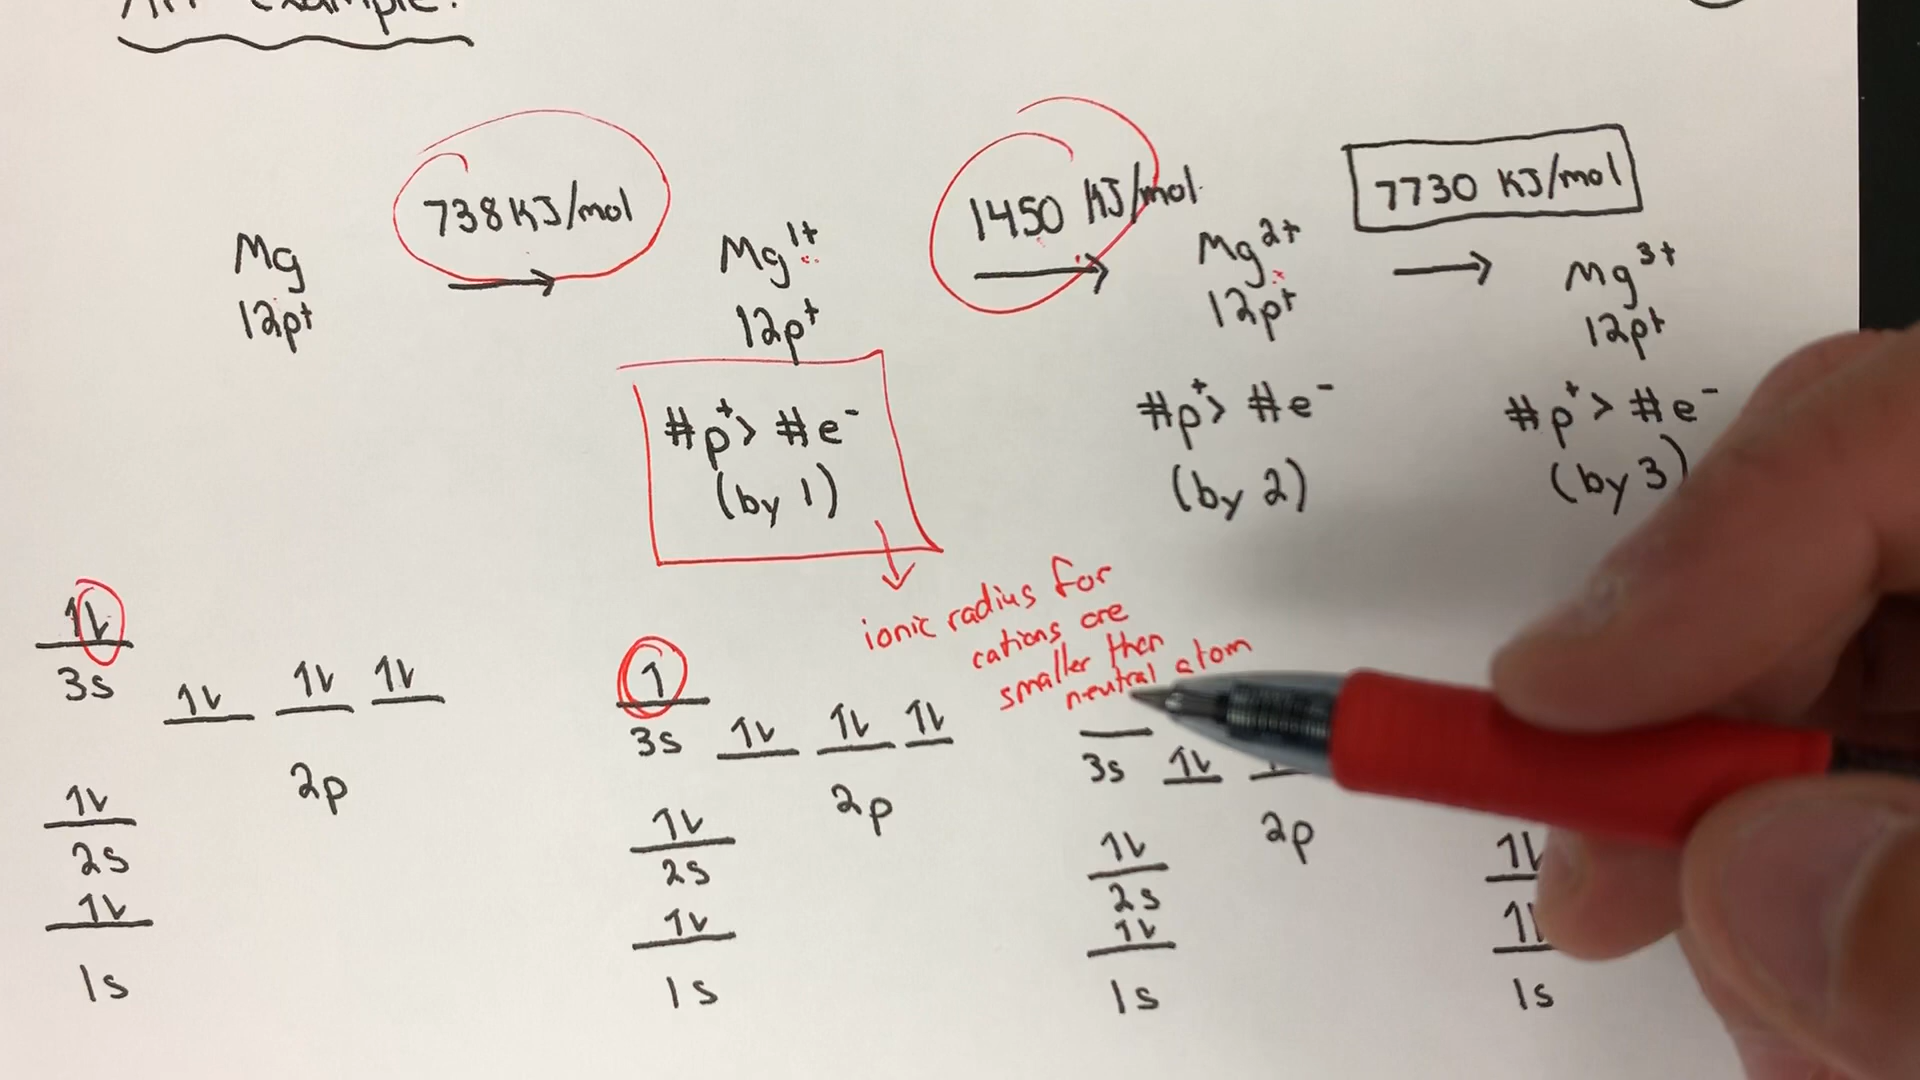 An example:
738 KJ/mol
1450 KJ/mol
7730 KJ/mol
Mg
Mg¹⁺
Mg²⁺
Mg³⁺
12p⁺
12p⁺
12p⁺
12p⁺
#p⁺> #e⁻
(by 1)
#p⁺> #e⁻
(by 2)
#p⁺> #e⁻
(by 3)
ionic radius for
cations are
smaller then
neutral atom
3s
2p
2s
1s
3s
2p
2s
1s
3s
2p
2s
1s
1s